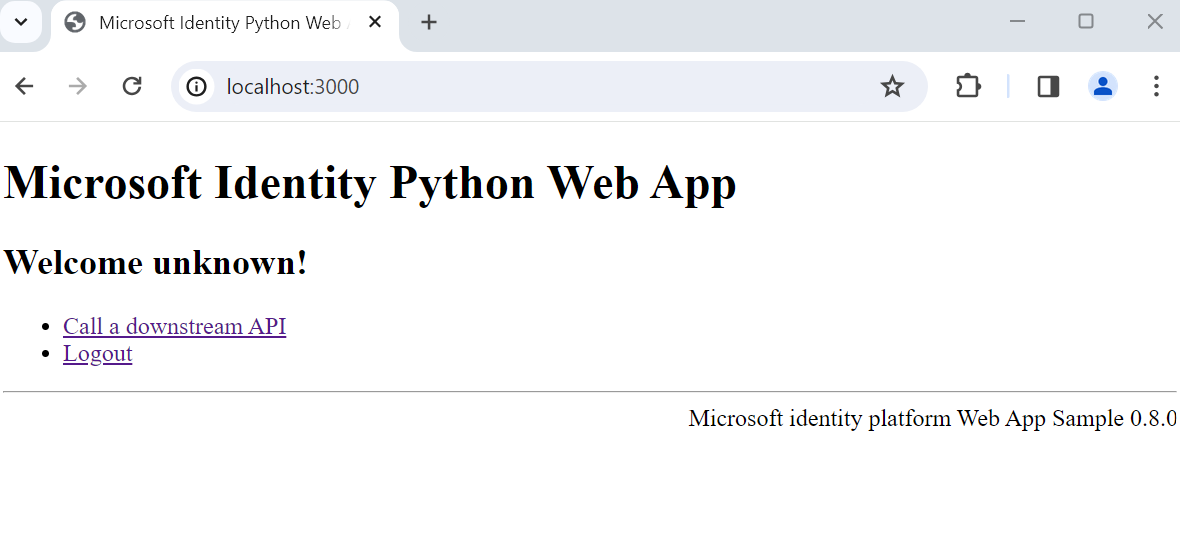 Microsoft Identity Python Web
localhost:3000
Microsoft Identity Python Web App
Welcome unknown!
Call a downstream API
Logout
Microsoft identity platform Web App Sample 0.8.0